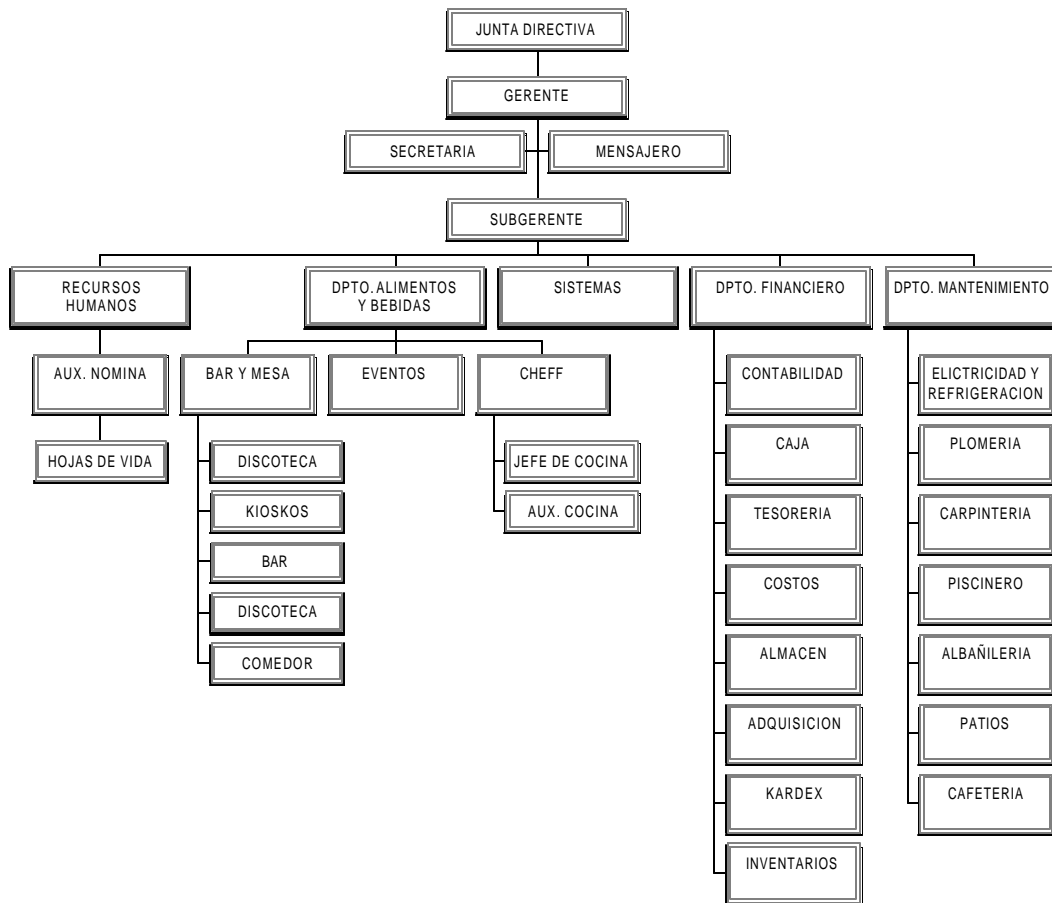 JUNTA DIRECTIVA
GERENTE
SECRETARIA
MENSAJERO
SUBGERENTE
RECURSOS
HUMANOS
DPTO. ALIMENTOS
Y BEBIDAS
SISTEMAS
DPTO. FINANCIERO
DPTO. MANTENIMIENTO
AUX. NOMINA
HOJAS DE VIDA
BAR Y MESA
DISCOTECA
KIOSKOS
BAR
DISCOTECA
COMEDOR
EVENTOS
CHEFF
JEFE DE COCINA
AUX. COCINA
CONTABILIDAD
CAJA
TESORERIA
COSTOS
ALMACEN
ADQUISICION
KARDEX
INVENTARIOS
ELICTRICIDAD Y
REFRIGERACION
PLOMERIA
CARPINTERIA
PISCINERO
ALBAÑILERIA
PATIOS
CAFETERIA